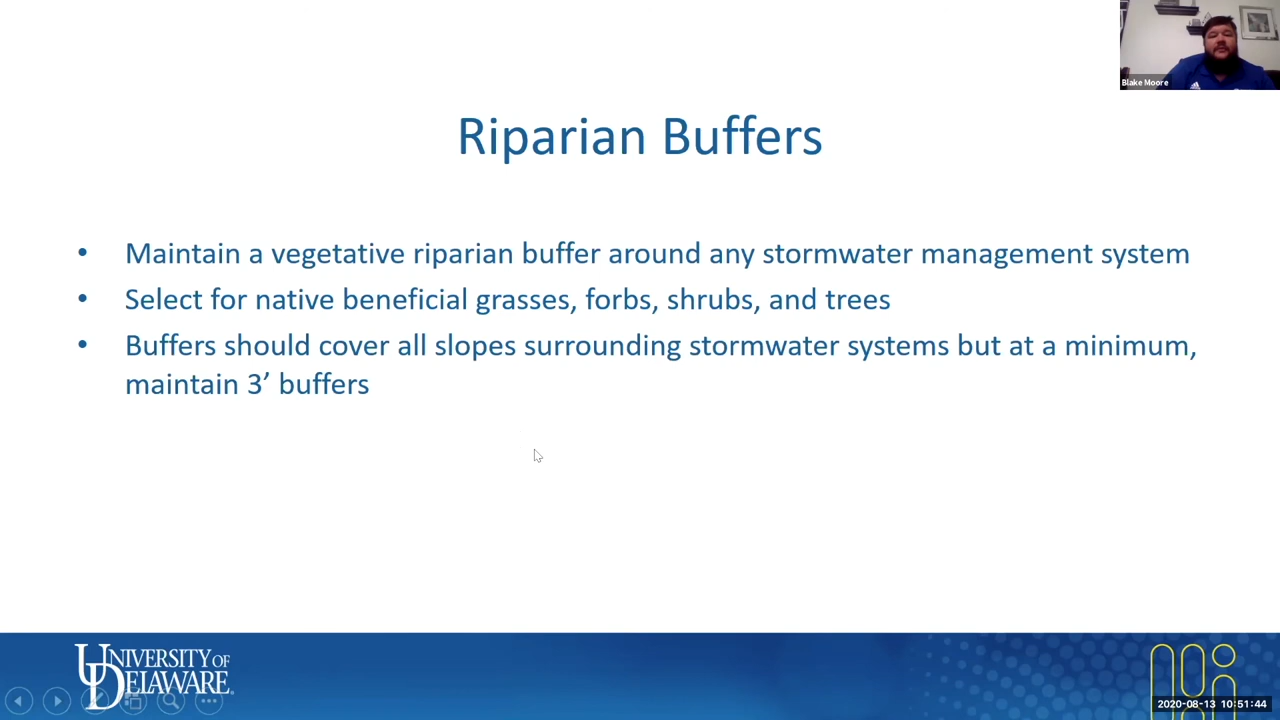 Blake Moore
Riparian Buffers
• Maintain a vegetative riparian buffer around any stormwater management system
• Select for native beneficial grasses, forbs, shrubs, and trees
• Buffers should cover all slopes surrounding stormwater systems but at a minimum,
maintain 3’ buffers
UNIVERSITY OF
DELAWARE.
2020-08-13 10:51:44